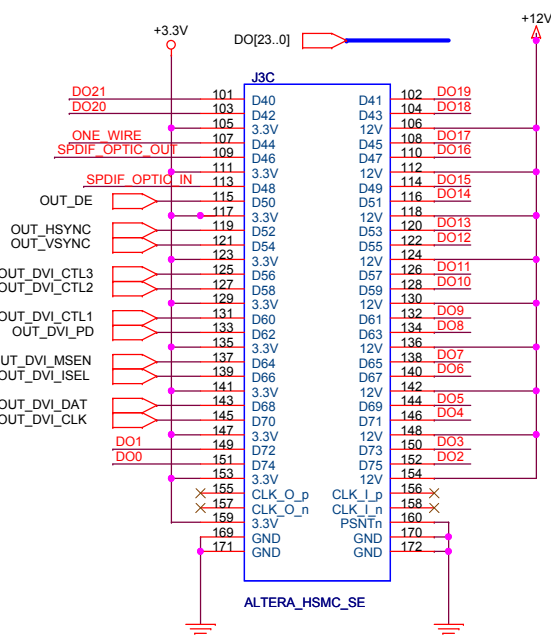 +12V
+3.3V
DO[23..0]
J3C
DO21 101 D40 D41 102 DO19
DO20 103 D42 D43 104 DO18
105 3.3V 12V 106
ONE_WIRE 107 D44 D45 108 DO17
SPDIF_OPTIC_OUT 109 D46 D47 110 DO16
111 3.3V 12V 112
SPDIF_OPTIC_IN 113 D48 D49 114 DO15
OUT_DE 115 D50 D51 116 DO14
117 3.3V 12V 118
OUT_HSYNC 119 D52 D53 120 DO13
OUT_VSYNC 121 D54 D55 122 DO12
123 3.3V 12V 124
OUT_DVI_CTL3 125 D56 D57 126 DO11
OUT_DVI_CTL2 127 D58 D59 128 DO10
129 3.3V 12V 130
OUT_DVI_CTL1 131 D60 D61 132 DO9
OUT_DVI_PD 133 D62 D63 134 DO8
135 3.3V 12V 136
UT_DVI_MSEN 137 D64 D65 138 DO7
OUT_DVI_ISEL 139 D66 D67 140 DO6
141 3.3V 12V 142
OUT_DVI_DAT 143 D68 D69 144 DO5
OUT_DVI_CLK 145 D70 D71 146 DO4
147 3.3V 12V 148
DO1 149 D72 D73 150 DO3
DO0 151 D74 D75 152 DO2
153 3.3V 12V 154
155 CLK_O_p CLK_I_p 156
157 CLK_O_n CLK_I_n 158
159 3.3V PSNTn 160
169 GND GND 170
171 GND GND 172
ALTERA_HSMC_SE